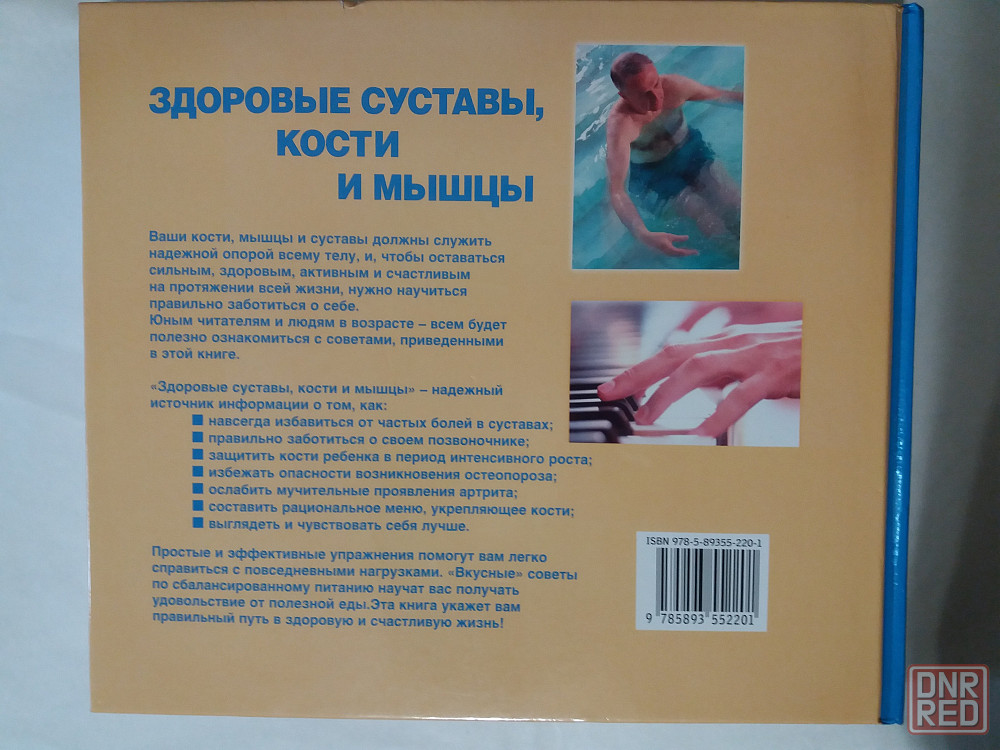 ЗДОРОВЫЕ СУСТАВЫ,
КОСТИ
И МЫШЦЫ
Ваши кости, мышцы и суставы должны служить
надежной опорой всему телу, и, чтобы оставаться
сильным, здоровым, активным и счастливым
на протяжении всей жизни, нужно научиться
правильно заботиться о себе.
Юным читателям и людям в возрасте – всем будет
полезно ознакомиться с советами, приведенными
в этой книге.
«Здоровые суставы, кости и мышцы» – надежный
источник информации о том, как:
■ навсегда избавиться от частых болей в суставах;
■ правильно заботиться о своем позвоночнике;
■ защитить кости ребенка в период интенсивного роста;
■ избежать опасности возникновения остеопороза;
■ ослабить мучительные проявления артрита;
■ составить рациональное меню, укрепляющее кости;
■ выглядеть и чувствовать себя лучше.
Простые и эффективные упражнения помогут вам легко
справиться с повседневными нагрузками. «Вкусные» советы
по сбалансированному питанию научат вас получать
удовольствие от полезной еды.Эта книга укажет вам
правильный путь в здоровую и счастливую жизнь!
ISBN 978-5-89355-220-1
9 785893 552201
DNR
RED